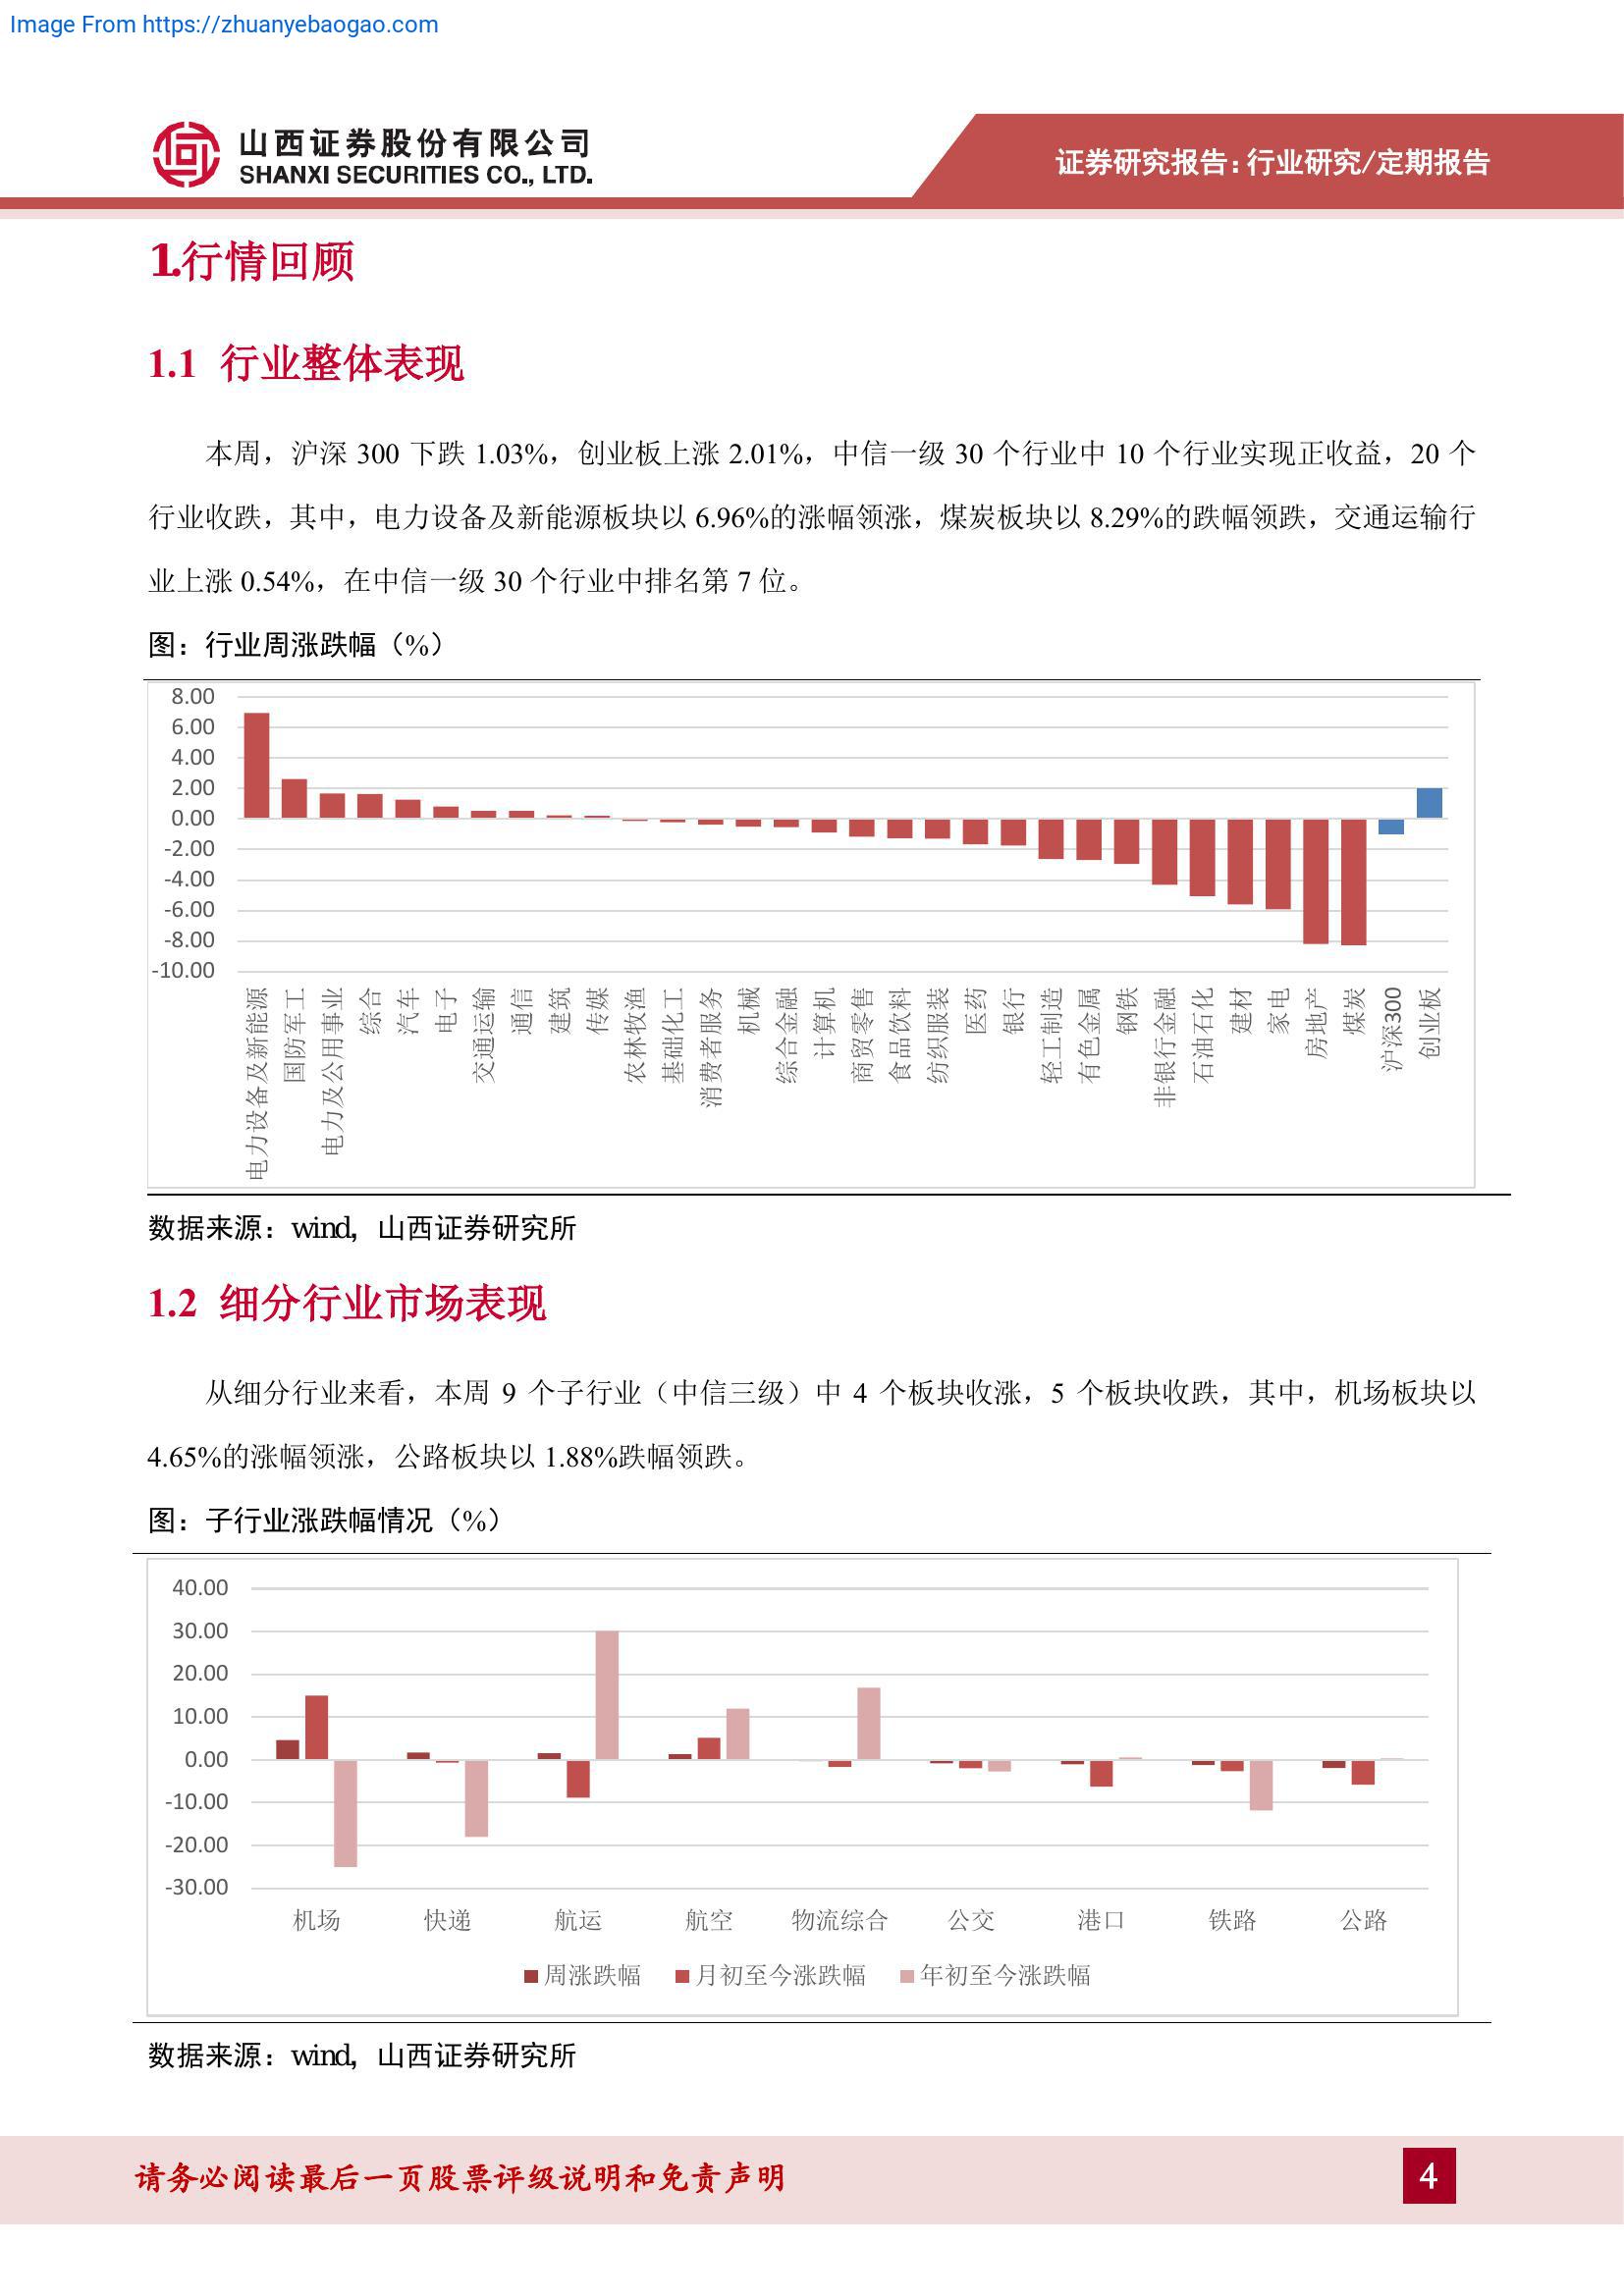 Image From https://zhuanyebaogao.com
山西证券股份有限公司
SHANXI SECURITIES CO., LTD.
证券研究报告：行业研究/定期报告
1.行情回顾
1.1 行业整体表现
本周，沪深 300 下跌 1.03%，创业板上涨 2.01%，中信一级 30 个行业中 10 个行业实现正收益，20 个
行业收跌，其中，电力设备及新能源板块以 6.96%的涨幅领涨，煤炭板块以 8.29%的跌幅领跌，交通运输行
业上涨 0.54%，在中信一级 30 个行业中排名第 7 位。
图：行业周涨跌幅（%）
8.00
6.00
4.00
2.00
0.00
-2.00
-4.00
-6.00
-8.00
-10.00
电力设备及新能源
国防军工
电力及公用事业
综合
汽车
电子
交通运输
通信
建筑
传媒
农林牧渔
基础化工
消费者服务
机械
综合金融
计算机
商贸零售
食品饮料
纺织服装
医药
银行
轻工制造
有色金属
钢铁
非银行金融
石油石化
建材
家电
房地产
煤炭
沪深300
创业板
数据来源：wind，山西证券研究所
1.2 细分行业市场表现
从细分行业来看，本周 9 个子行业（中信三级）中 4 个板块收涨，5 个板块收跌，其中，机场板块以
4.65%的涨幅领涨，公路板块以 1.88%跌幅领跌。
图：子行业涨跌幅情况（%）
40.00
30.00
20.00
10.00
0.00
-10.00
-20.00
-30.00
机场 快递 航运 航空 物流综合 公交 港口 铁路 公路
周涨跌幅 月初至今涨跌幅 年初至今涨跌幅
数据来源：wind，山西证券研究所
请务必阅读最后一页股票评级说明和免责声明
4